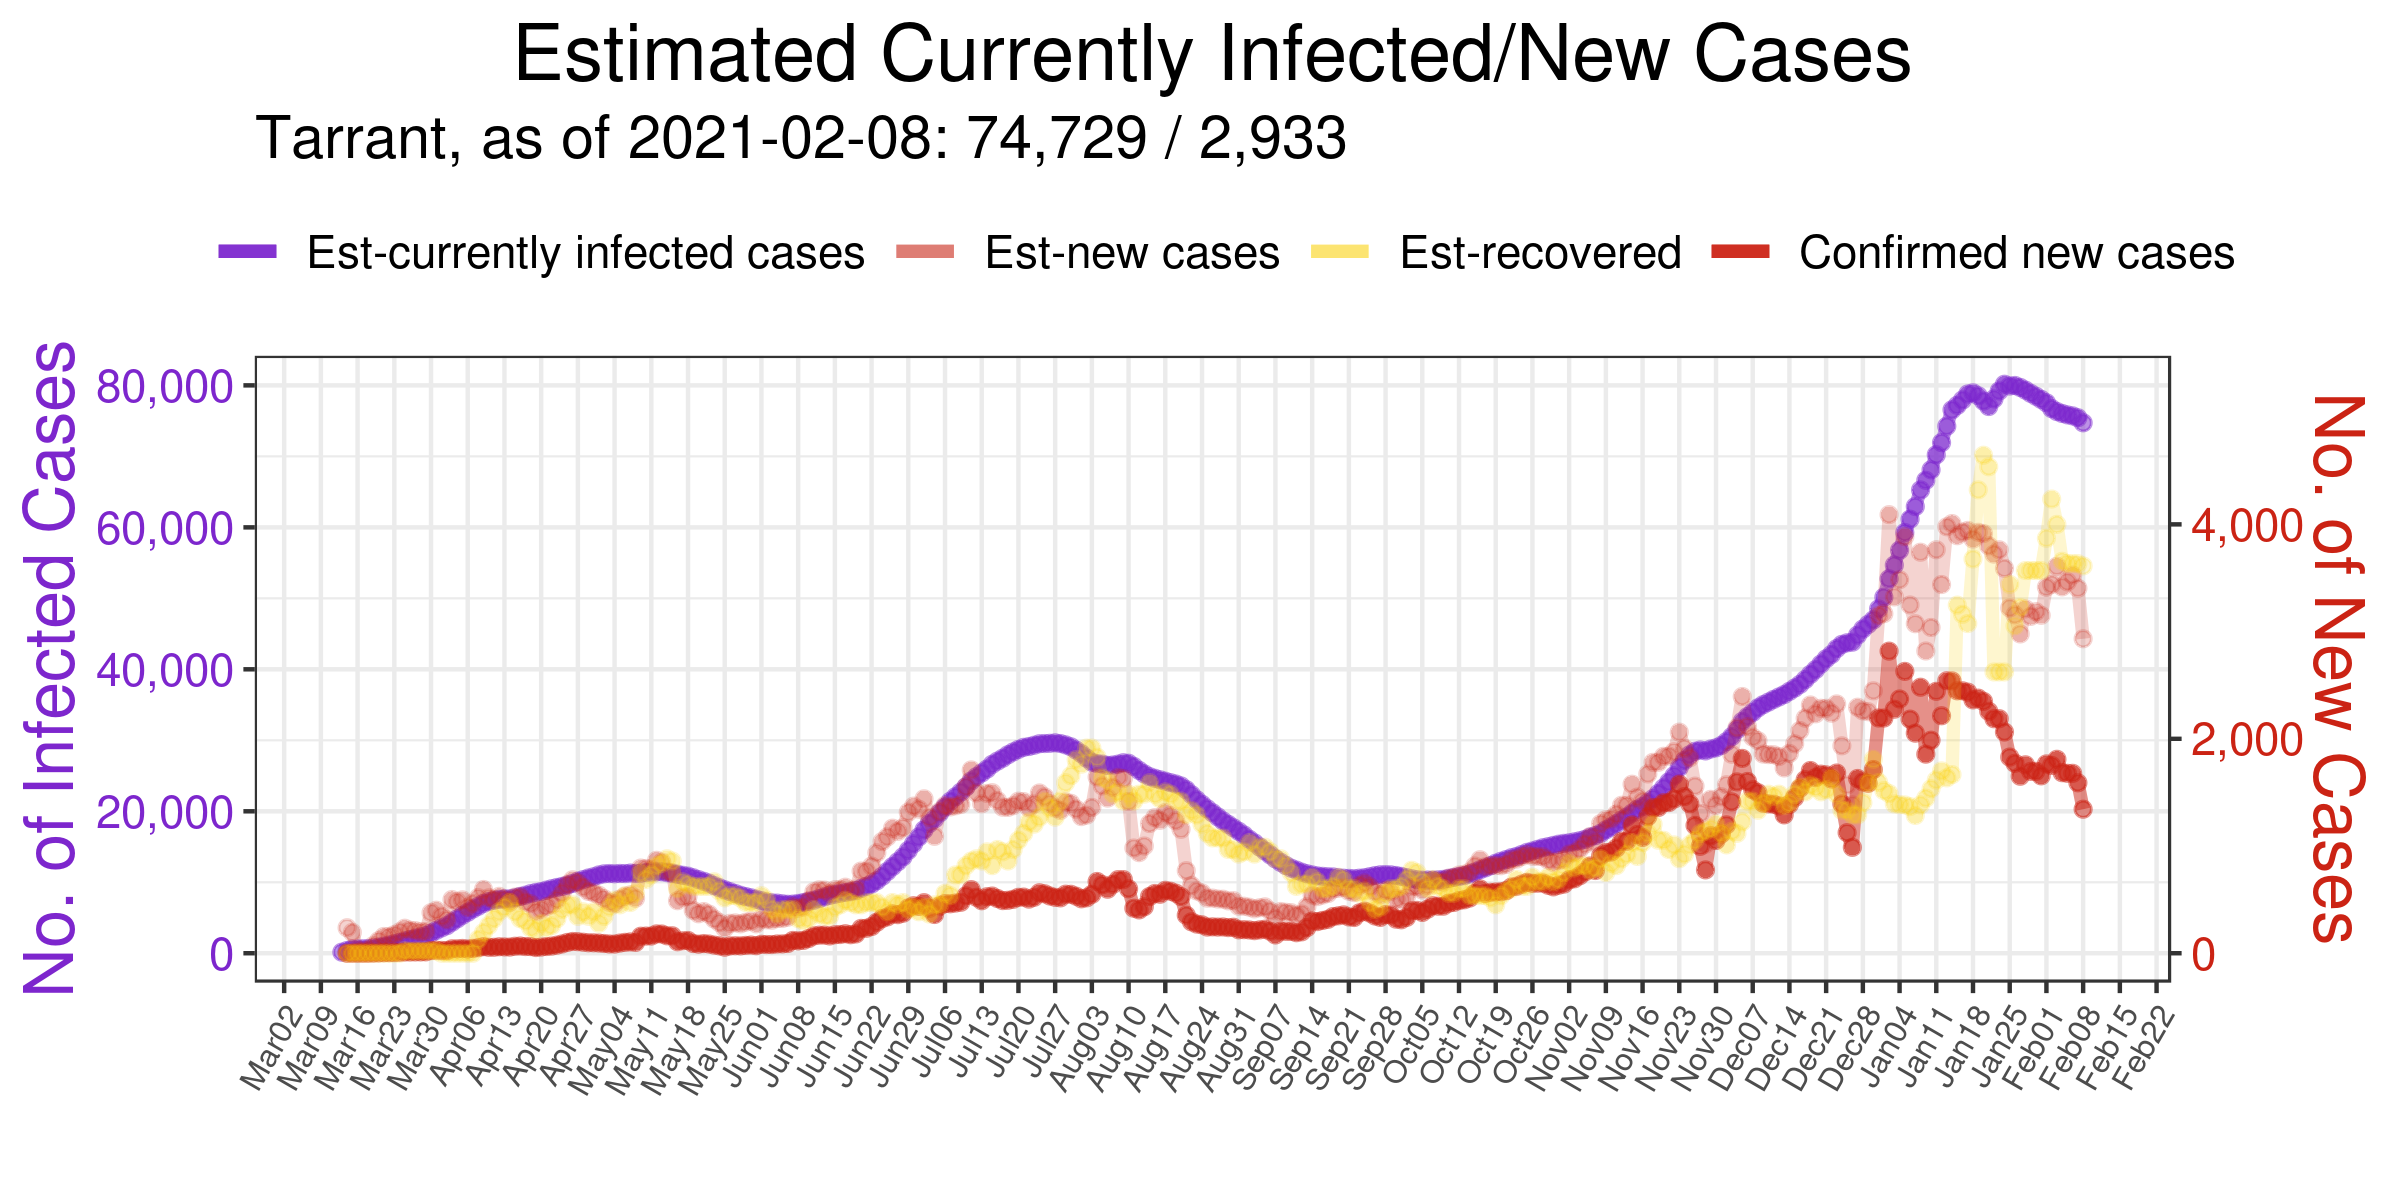 Estimated Currently Infected/New Cases
Tarrant, as of 2021-02-08: 74,729 / 2,933
Est-currently infected cases Est-new cases Est-recovered Confirmed new cases
No. of Infected Cases
80,000
60,000
40,000
20,000
0
4,000
2,000
0
No. of New Cases
Mar02 Mar09 Mar16 Mar23 Mar30 Apr06 Apr13 Apr20 Apr27 May04 May11 May18 May25 Jun01 Jun08 Jun15 Jun22 Jun29 Jul06 Jul13 Jul20 Jul27 Aug03 Aug10 Aug17 Aug24 Aug31 Sep07 Sep14 Sep21 Sep28 Oct05 Oct12 Oct19 Oct26 Nov02 Nov09 Nov16 Nov23 Nov30 Dec07 Dec14 Dec21 Dec28 Jan04 Jan11 Jan18 Jan25 Feb01 Feb08 Feb15 Feb22